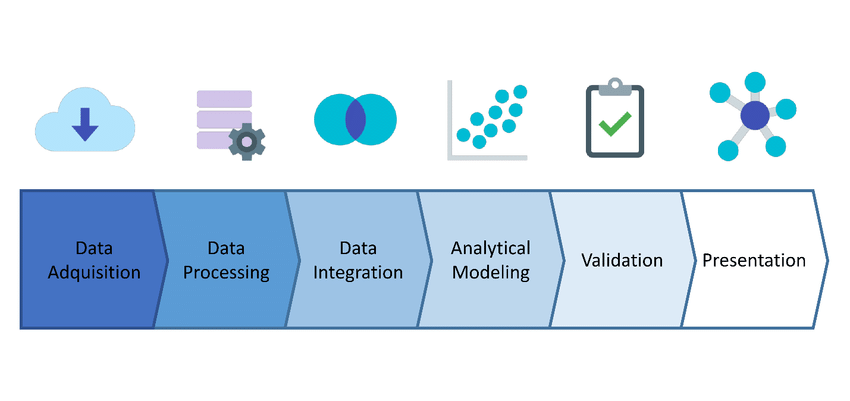 Data
Adquisition
Data
Processing
Data
Integration
Analytical
Modeling
Validation
Presentation